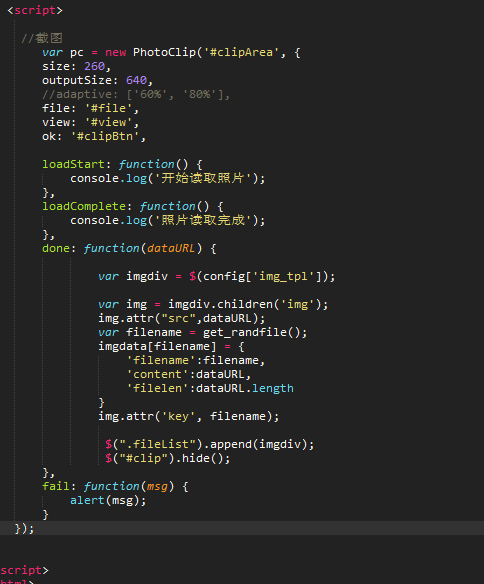 <script>
//截图
var pc = new PhotoClip('#clipArea', {
size: 260,
outputSize: 640,
//adaptive: ['60%', '80%'],
file: '#file',
view: '#view',
ok: '#clipBtn',
loadStart: function() {
console.log('开始读取照片');
},
loadComplete: function() {
console.log('照片读取完成');
},
done: function(dataURL) {
var imgdiv = $(config['img_tpl']);
var img = imgdiv.children('img');
img.attr("src",dataURL);
var filename = get_randfile();
imgdata[filename] = {
'filename':filename,
'content':dataURL,
'filelen':dataURL.length
}
img.attr('key', filename);
$(".fileList").append(imgdiv);
$("#clip").hide();
},
fail: function(msg) {
alert(msg);
}
});
script>
html>